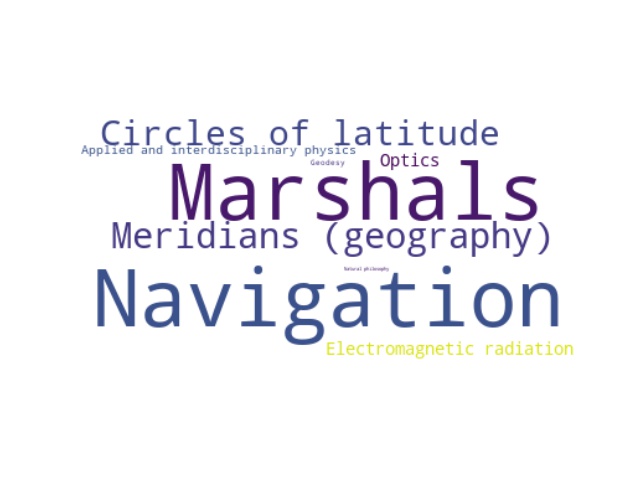 Circles of latitude
Applied and interdisciplinary physics
Geodesy
Optics
Marshals
Meridians (geography)
Natural philosophy
Navigation
Electromagnetic radiation